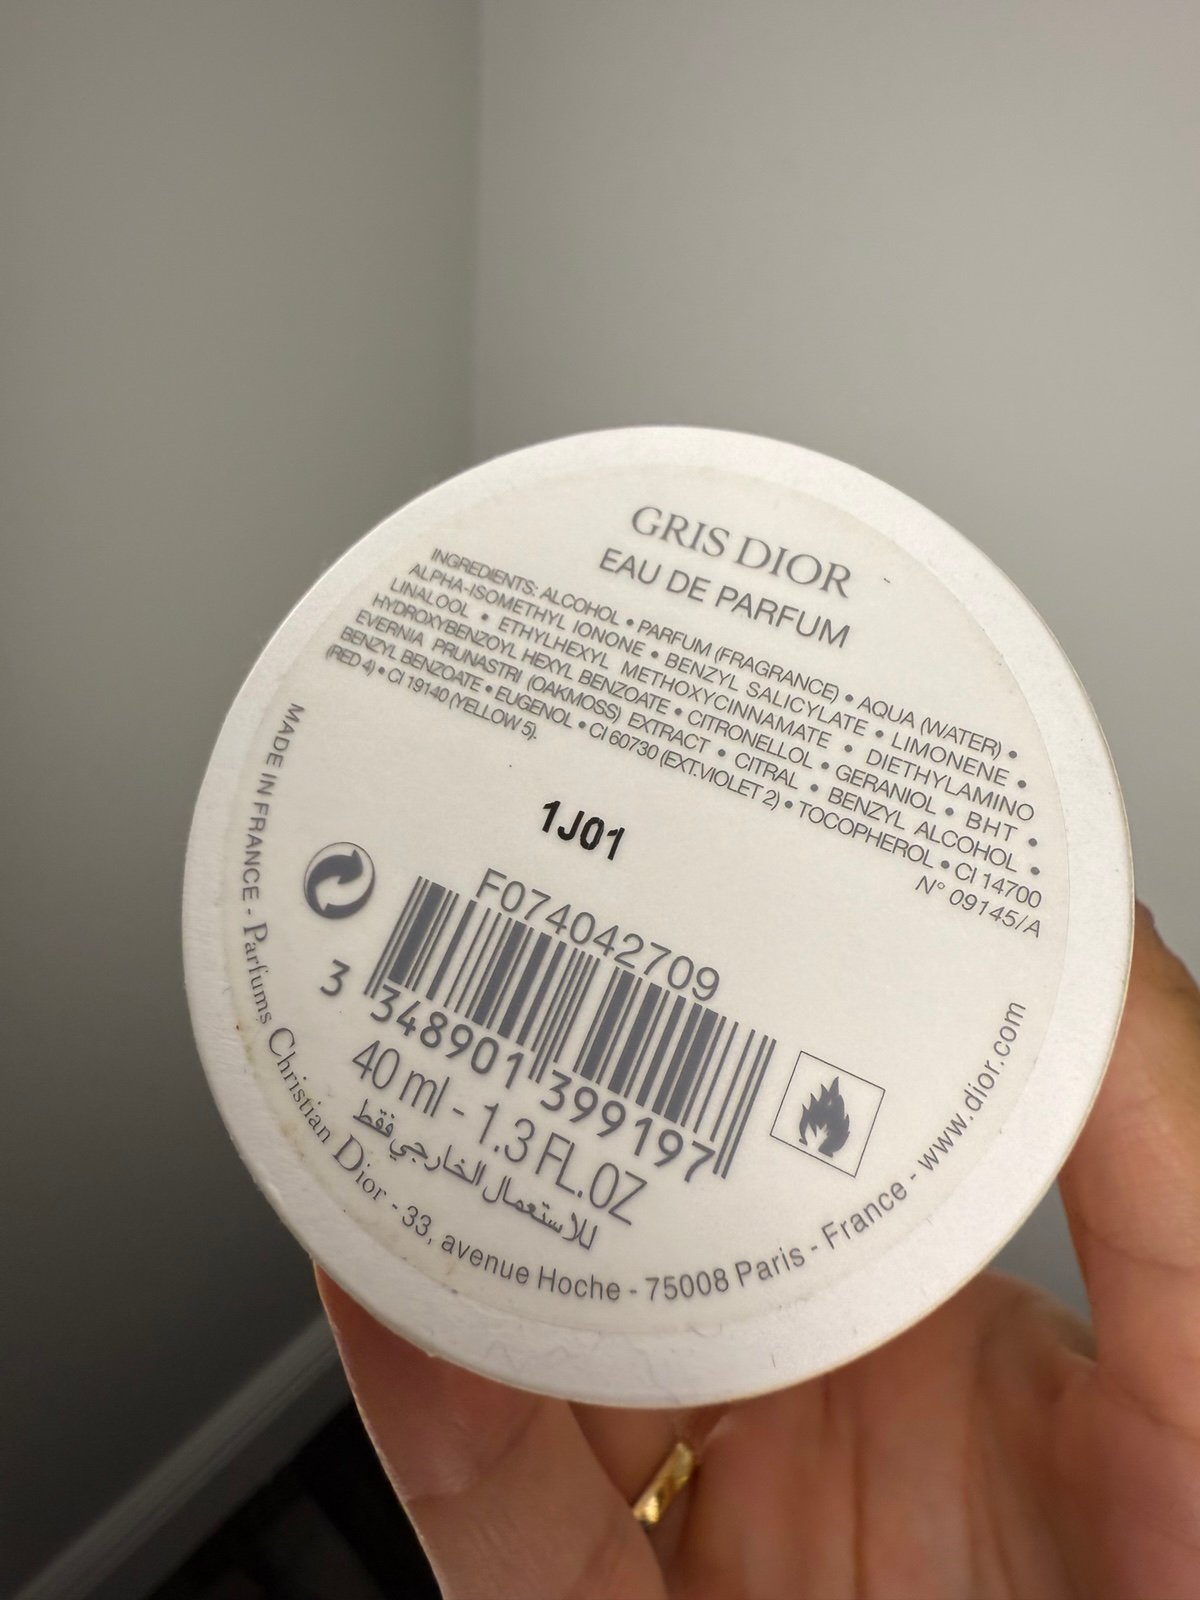 GRIS DIOR
EAU DE PARFUM
INGREDIENTS: ALCOHOL • PARFUM (FRAGRANCE) • AQUA (WATER) •
ALPHA-ISOMETHYL IONONE • BENZYL SALICYLATE • LIMONENE •
LINALOOL • ETHYLHEXYL METHOXYCINNAMATE • DIETHYLAMINO
HYDROXYBENZOYL HEXYL BENZOATE • CITRONELLOL • GERANIOL • BHT •
EVERNIA PRUNASTRI (OAKMOSS) EXTRACT • CITRAL • BENZYL ALCOHOL •
BENZYL BENZOATE • EUGENOL • CI 60730 (EXT.VIOLET 2) • TOCOPHEROL • CI 14700
(RED 4) • CI 19140 (YELLOW 5).
N° 09145/A
1J01
F074042709
3 348901 399197
40 ml - 1.3 FL.OZ
للاستعمال الخارجي فقط
MADE IN FRANCE - Parfums Christian Dior - 33, avenue Hoche - 75008 Paris - France - www.dior.com